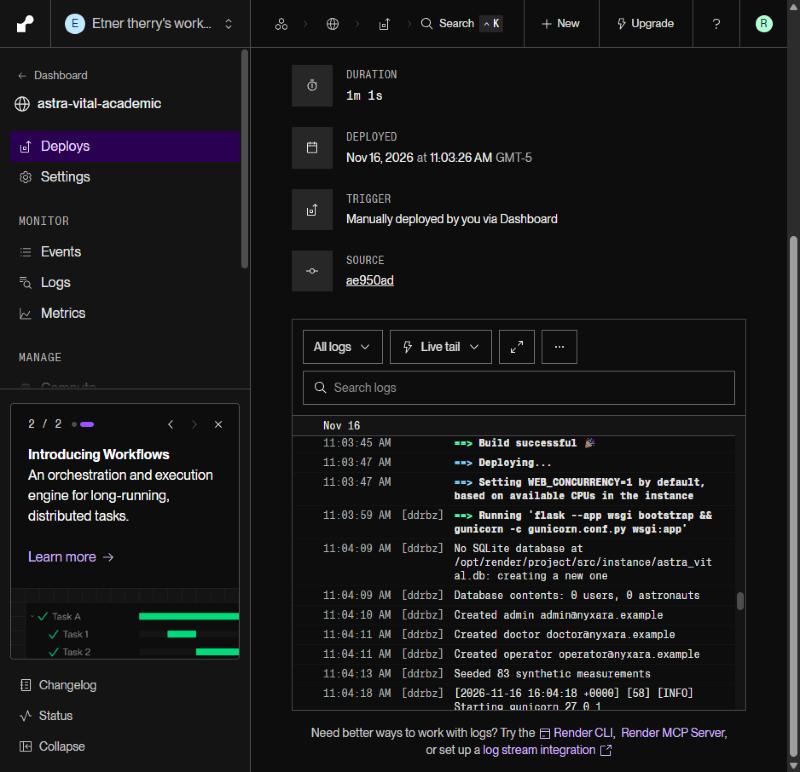 E Etner therry's work...
Search ^ K
+ New
Upgrade
?
R
← Dashboard
astra-vital-academic
Deploys
Settings
MONITOR
Events
Logs
Metrics
MANAGE
Compute
2 / 2
Introducing Workflows
An orchestration and execution
engine for long-running,
distributed tasks.
Learn more →
Task A
Task 1
Task 2
Changelog
Status
Collapse
DURATION
1m 1s
DEPLOYED
Nov 16, 2026 at 11:03:26 AM GMT-5
TRIGGER
Manually deployed by you via Dashboard
SOURCE
ae950ad
All logs
Live tail
...
Search logs
Nov 16
11:03:45 AM ==> Build successful 🎉
11:03:47 AM ==> Deploying...
11:03:47 AM ==> Setting WEB_CONCURRENCY=1 by default,
based on available CPUs in the instance
11:03:59 AM [ddrbz] ==> Running 'flask --app wsgi bootstrap &&
gunicorn -c gunicorn.conf.py wsgi:app'
11:04:09 AM [ddrbz] No SQLite database at
/opt/render/project/src/instance/astra_vit
al.db: creating a new one
11:04:09 AM [ddrbz] Database contents: 0 users, 0 astronauts
11:04:10 AM [ddrbz] Created admin admin@nyxara.example
11:04:11 AM [ddrbz] Created doctor doctor@nyxara.example
11:04:11 AM [ddrbz] Created operator operator@nyxara.example
11:04:13 AM [ddrbz] Seeded 83 synthetic measurements
11:04:18 AM [ddrbz] [2026-11-16 16:04:18 +0000] [58] [INFO]
Starting gunicorn 27.0.1
Need better ways to work with logs? Try the Render CLI, Render MCP Server,
or set up a log stream integration